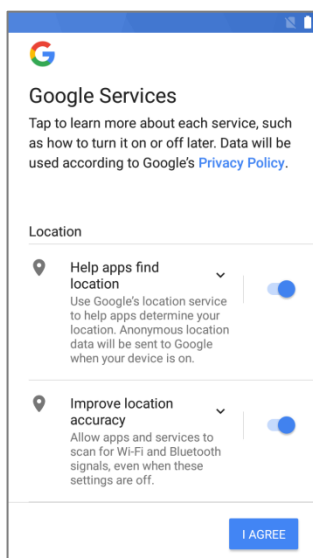 Google Services
Tap to learn more about each service, such
as how to turn it on or off later. Data will be
used according to Google's Privacy Policy.
Location
Help apps find
location
Use Google's location service
to help apps determine your
location. Anonymous location
data will be sent to Google
when your device is on.
Improve location
accuracy
Allow apps and services to
scan for Wi-Fi and Bluetooth
signals, even when these
settings are off.
I AGREE